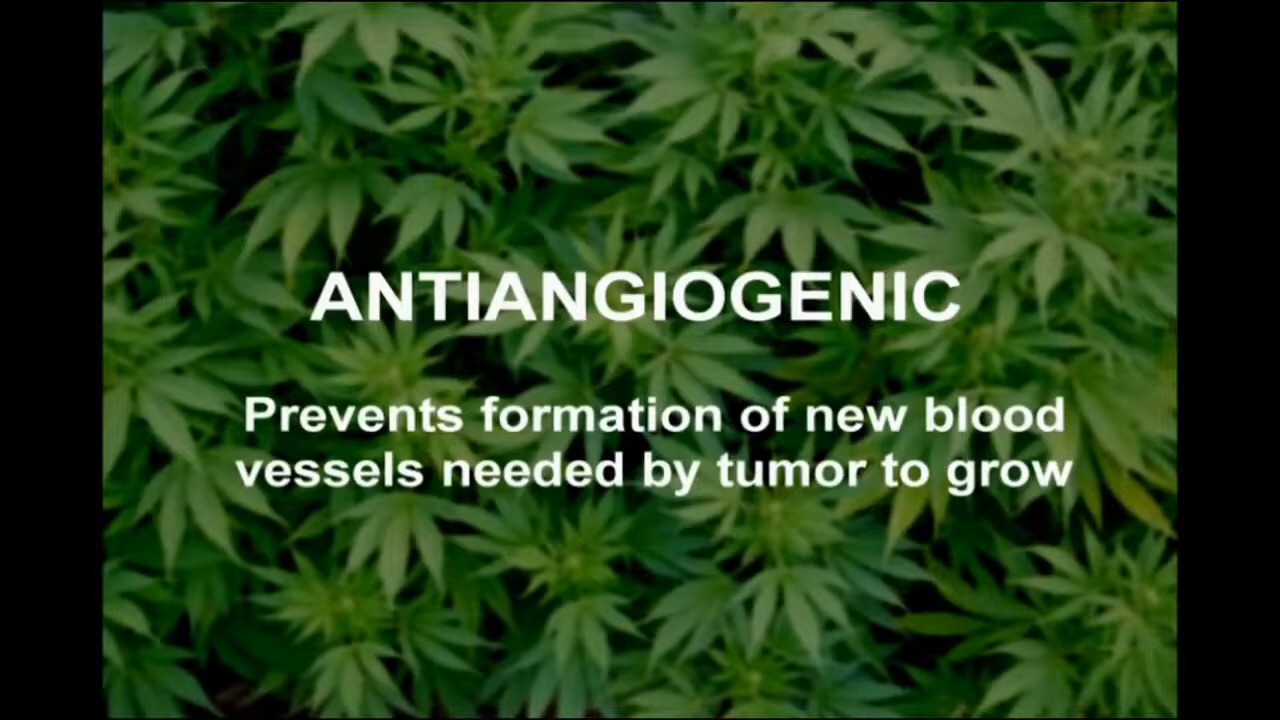 ANTIANGIOGENIC
Prevents formation of new blood
vessels needed by tumor to grow